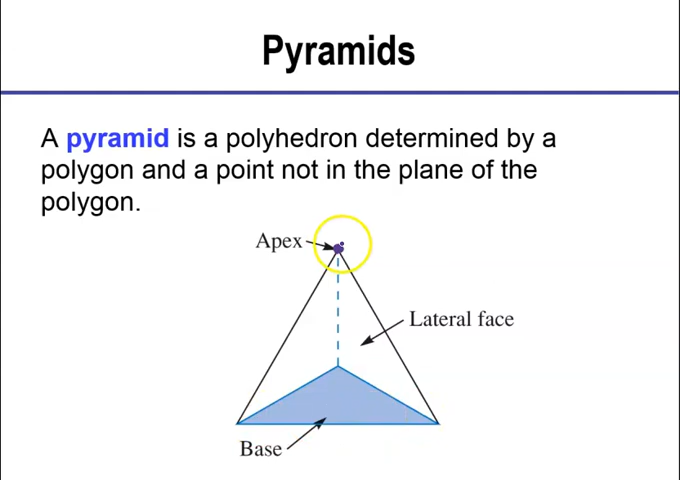 Pyramids
A pyramid is a polyhedron determined by a
polygon and a point not in the plane of the
polygon.
Apex
Lateral face
Base